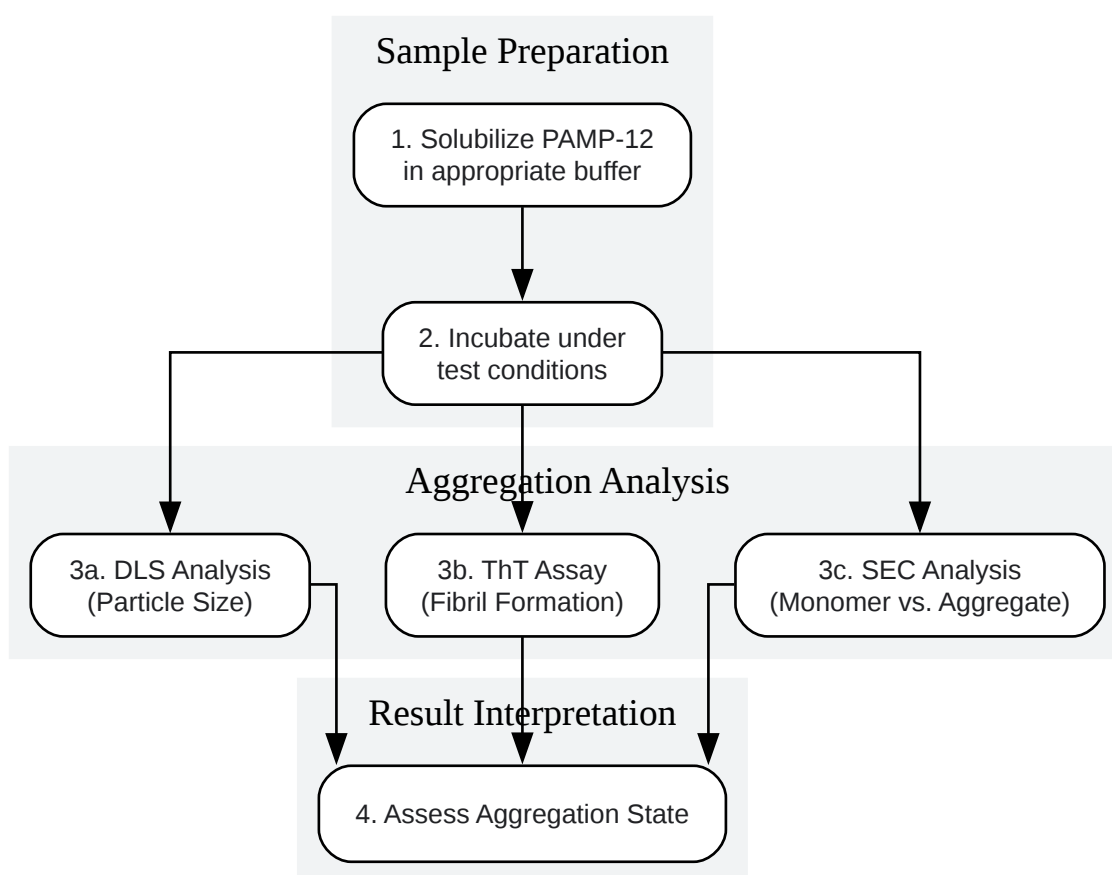 Sample Preparation
1. Solubilize PAMP-12
in appropriate buffer
2. Incubate under
test conditions
Aggregation Analysis
3a. DLS Analysis
(Particle Size)
3b. ThT Assay
(Fibril Formation)
3c. SEC Analysis
(Monomer vs. Aggregate)
Result Interpretation
4. Assess Aggregation State